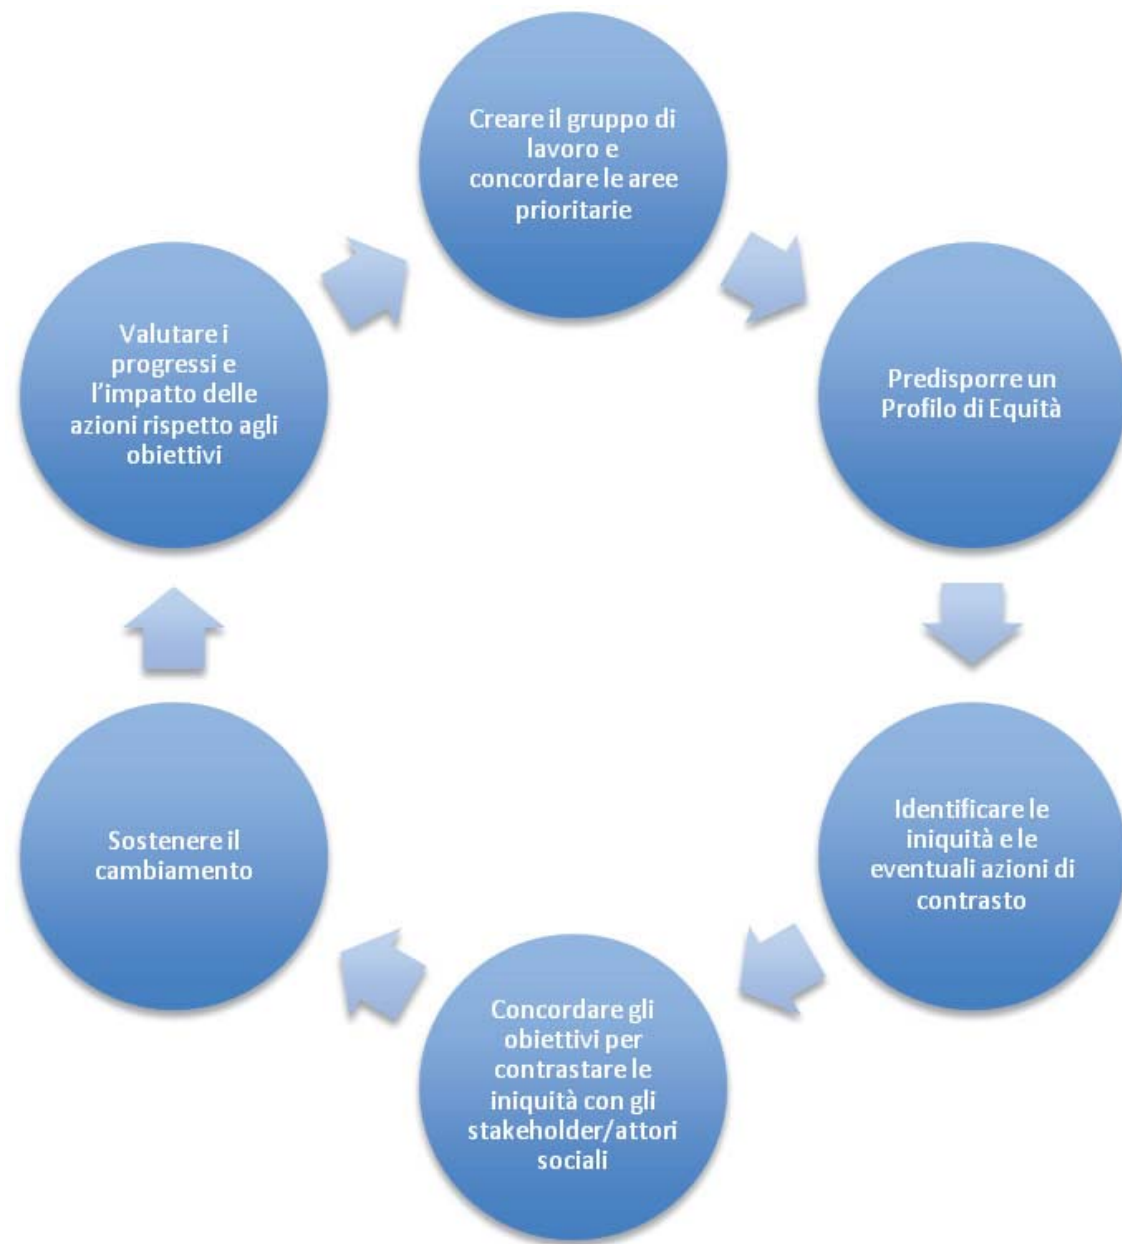 Creare il gruppo di
lavoro e
concordare le aree
prioritarie
Predisporre un
Profilo di Equità
Identificare le
iniquità e le
eventuali azioni di
contrasto
Concordare gli
obiettivi per
contrastare le
iniquità con gli
stakeholder/attori
sociali
Sostenere il
cambiamento
Valutare i
progressi e
l'impatto delle
azioni rispetto agli
obiettivi